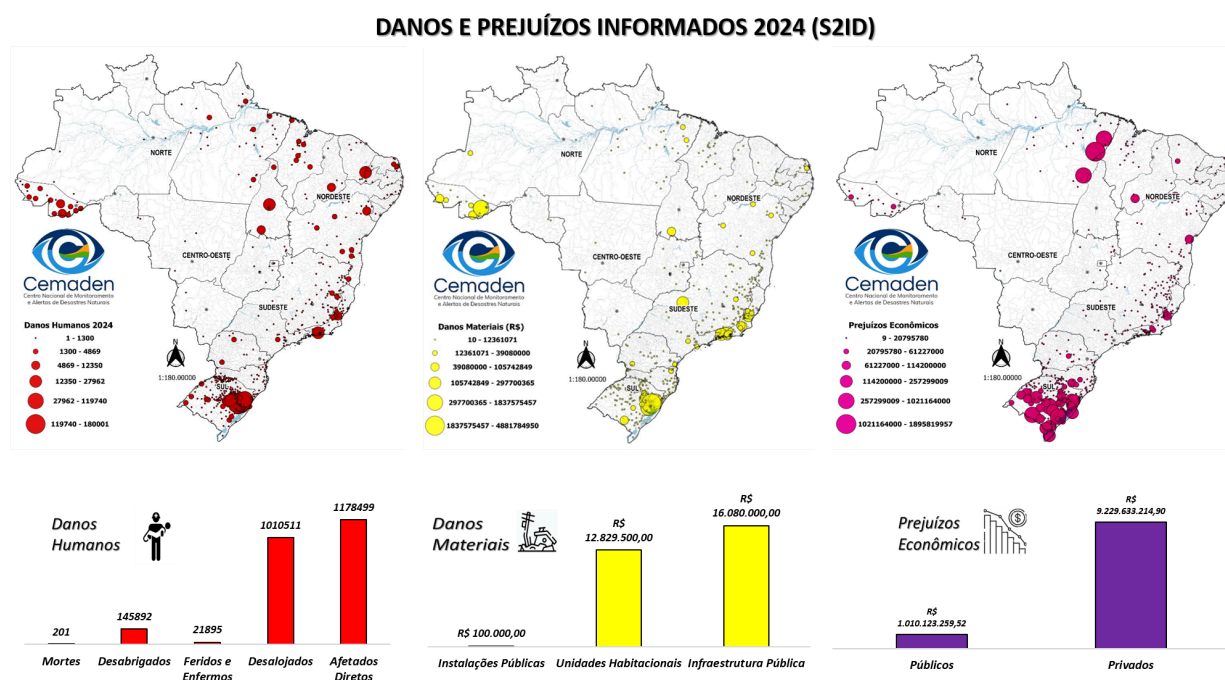 DANOS E PREJUÍZOS INFORMADOS 2024 (S2ID)
NORTE
NORDESTE
CENTRO-OESTE
SUDESTE
SUL
Cemaden
Centro Nacional de Monitoramento
e Alertas de Desastres Naturais
Danos Humanos 2024
1 - 1300
1300 - 4869
4869 - 12350
12350 - 27962
27962 - 119740
119740 - 180001
N
1:180.00000
NORTE
NORDESTE
CENTRO-OESTE
SUDESTE
SUL
Cemaden
Centro Nacional de Monitoramento
e Alertas de Desastres Naturais
Danos Materiais (R$)
10 - 12361071
12361071 - 39080000
39080000 - 105742849
105742849 - 297700365
297700365 - 1837575457
1837575457 - 4881784950
N
1:180.00000
NORTE
NORDESTE
CENTRO-OESTE
SUDESTE
SUL
Cemaden
Centro Nacional de Monitoramento
e Alertas de Desastres Naturais
Prejuízos Econômicos
9 - 20795780
20795780 - 61227000
61227000 - 114200000
114200000 - 257299009
257299009 - 1021164000
1021164000 - 1895819957
N
1:180.00000
Danos
Humanos
201
145892
21895
1010511
1178499
Mortes
Desabrigados
Feridos e
Enfermos
Desalojados
Afetados
Diretos
Danos
Materiais
R$ 100.000,00
R$
12.829.500,00
R$
16.080.000,00
Instalações Públicas
Unidades Habitacionais
Infraestrutura Pública
Prejuízos
Econômicos
$
R$
1.010.123.259,52
R$
9.229.633.214,90
Públicos
Privados